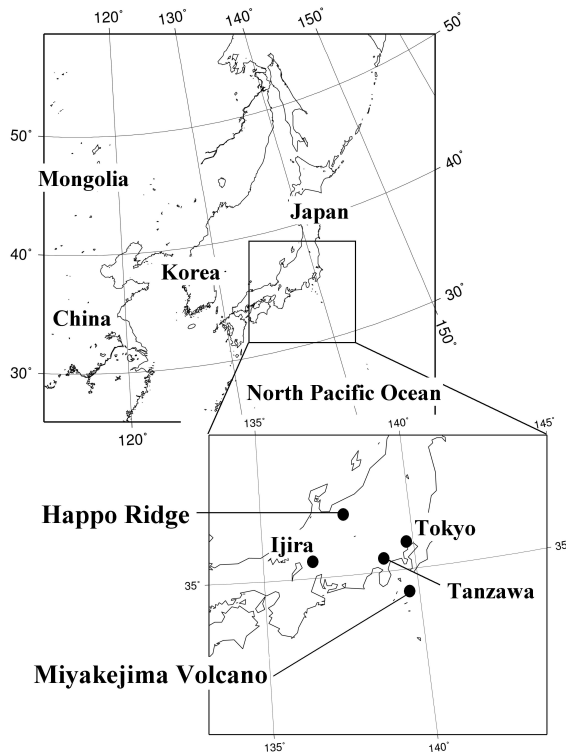 120° 130° 140° 150°
50°
50°
Mongolia
40°
Japan
40°
Korea
30°
China
150°
30°
North Pacific Ocean
120°
135° 140° 145°
Happo Ridge
Tokyo
Ijira
35°
35°
Tanzawa
Miyakejima Volcano
135° 140°